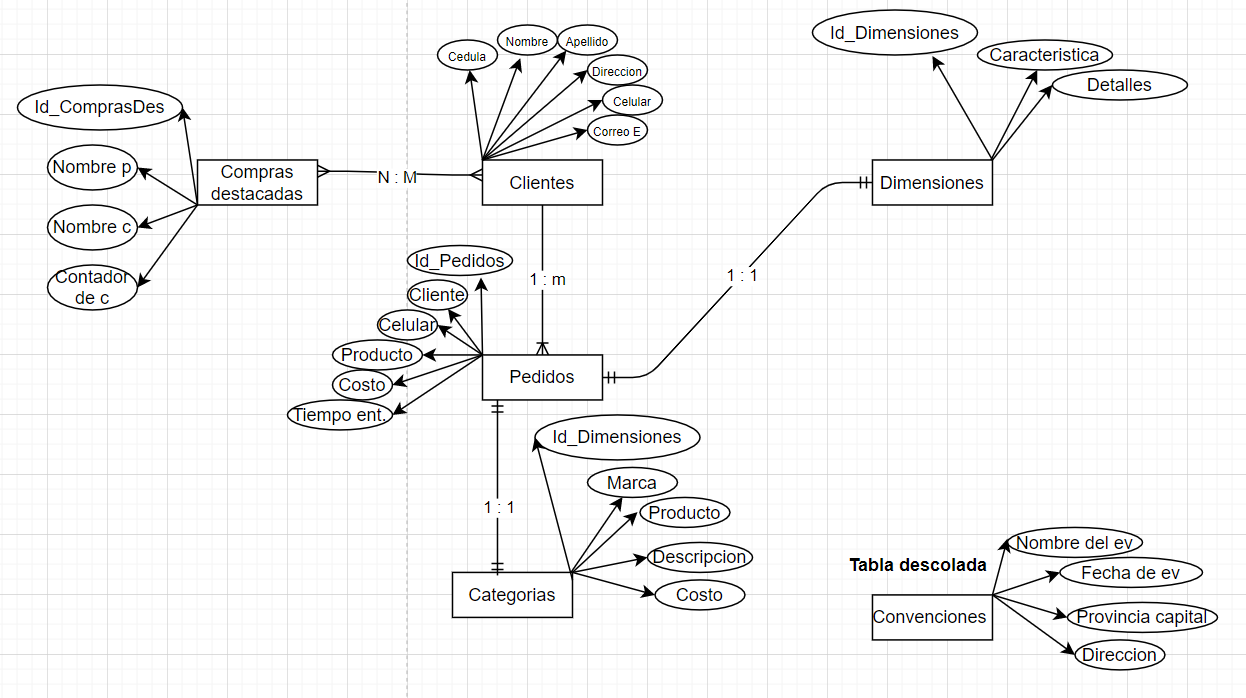 Id_Dimensiones
Nombre
Apellido
Cedula
Caracteristica
Direccion
Detalles
Celular
Id_ComprasDes
Correo E
Nombre p
Compras
destacadas
N : M
Clientes
Dimensiones
Nombre c
Id_Pedidos
Contador
de c
1 : m
1 : 1
Cliente
Celular
Producto
Pedidos
Costo
Tiempo ent.
Id_Dimensiones
Marca
1 : 1
Producto
Descripcion
Categorias
Costo
Nombre del ev
Tabla descolada
Fecha de ev
Convenciones
Provincia capital
Direccion